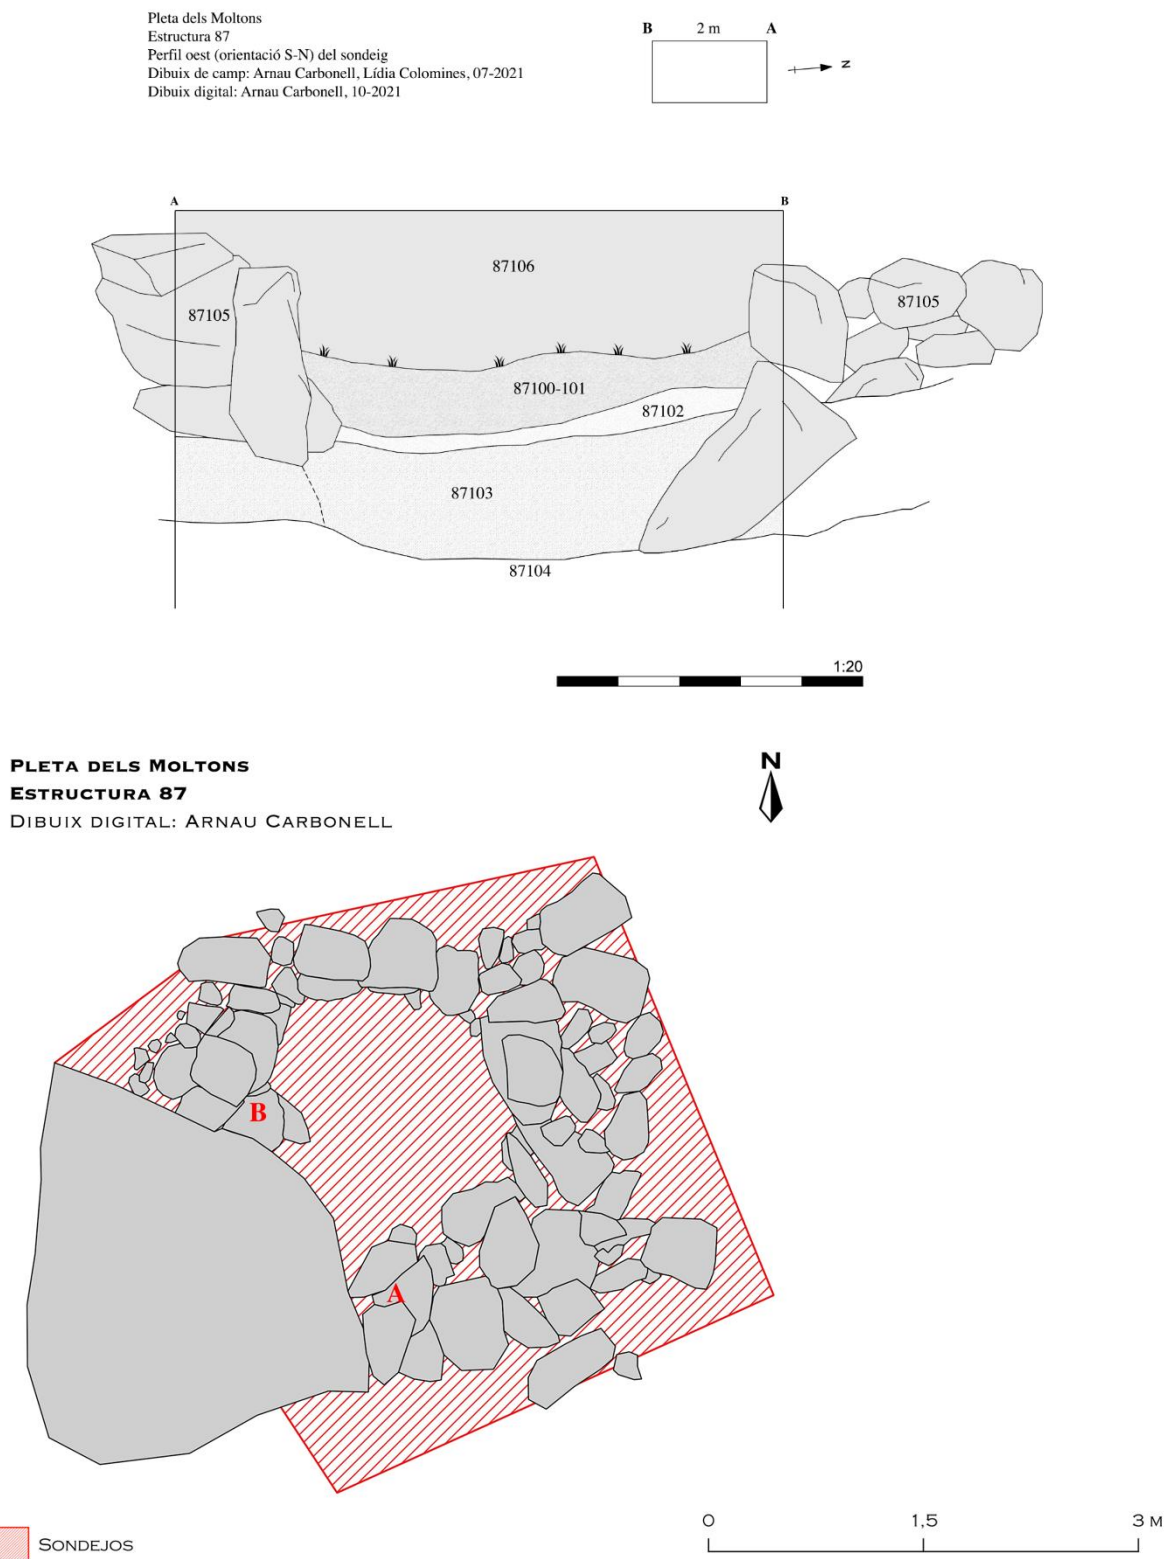 Pleta dels Moltons
Estructura 87
Perfil oest (orientació S-N) del sondeig
Dibuix de camp: Arnau Carbonell, Lídia Colomines, 07-2021
Dibuix digital: Arnau Carbonell, 10-2021
B 2 m A
N
A B
87106
87105 87105
87100-101
87102
87103
87104
1:20
PLETA DELS MOLTONS
ESTRUCTURA 87
DIBUIX DIGITAL: ARNAU CARBONELL
N
B
A
0 1,5 3 M
SONDEJOS